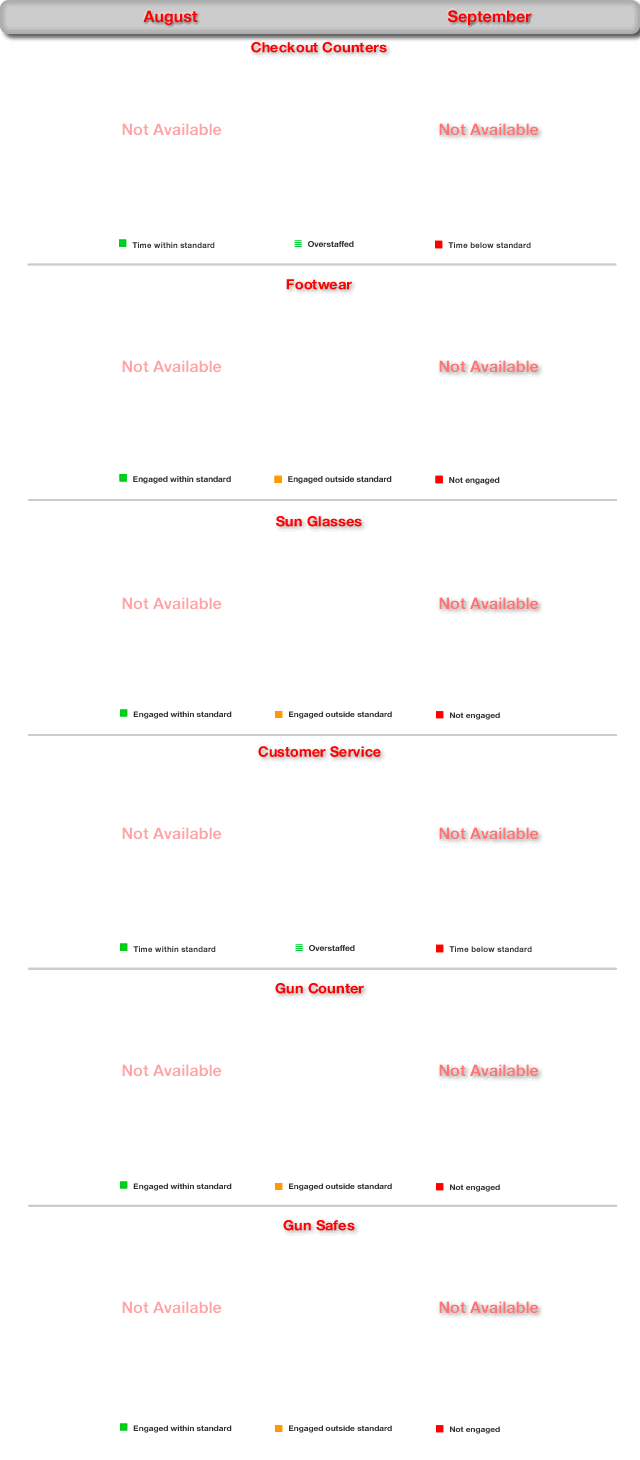 August September
Checkout Counters
Not Available Not Available
Time within standard Overstaffed Time below standard
Footwear
Not Available Not Available
Engaged within standard Engaged outside standard Not engaged
Sun Glasses
Not Available Not Available
Engaged within standard Engaged outside standard Not engaged
Customer Service
Not Available Not Available
Time within standard Overstaffed Time below standard
Gun Counter
Not Available Not Available
Engaged within standard Engaged outside standard Not engaged
Gun Safes
Not Available Not Available
Engaged within standard Engaged outside standard Not engaged